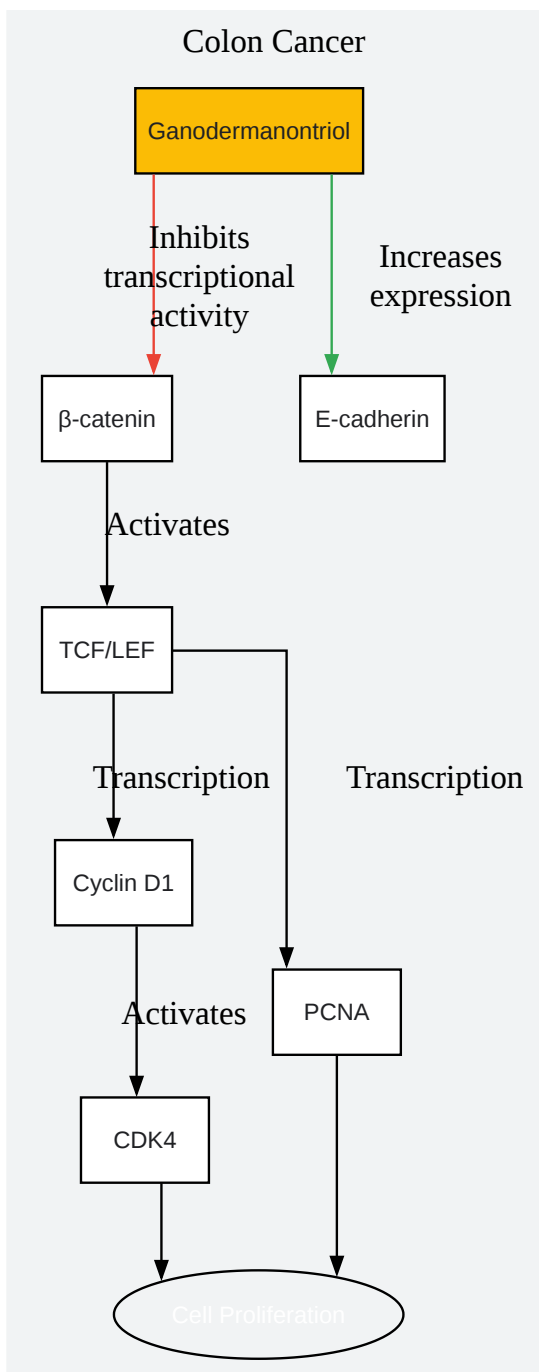 Colon Cancer
Ganodermanontriol
Inhibits
transcriptional
activity
Increases
expression
β-catenin
E-cadherin
Activates
TCF/LEF
Transcription
Transcription
Cyclin D1
PCNA
Activates
CDK4
Cell Proliferation